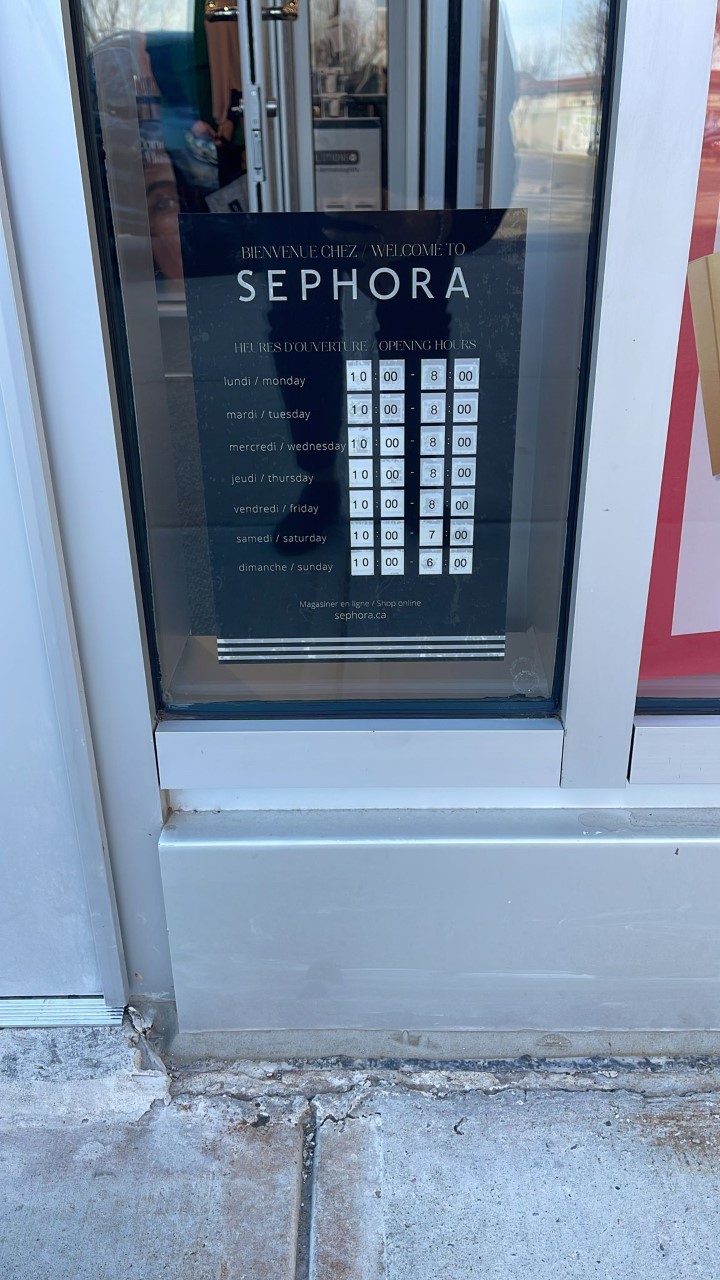 BIENVENUE CHEZ / WELCOME TO
SEPHORA
HEURES D'OUVERTURE / OPENING HOURS
lundi / monday 10:00 - 8:00
mardi / tuesday 10:00 - 8:00
mercredi / wednesday 10:00 - 8:00
jeudi / thursday 10:00 - 8:00
vendredi / friday 10:00 - 8:00
samedi / saturday 10:00 - 7:00
dimanche / sunday 10:00 - 6:00
Magasiner en ligne / Shop online
sephora.ca